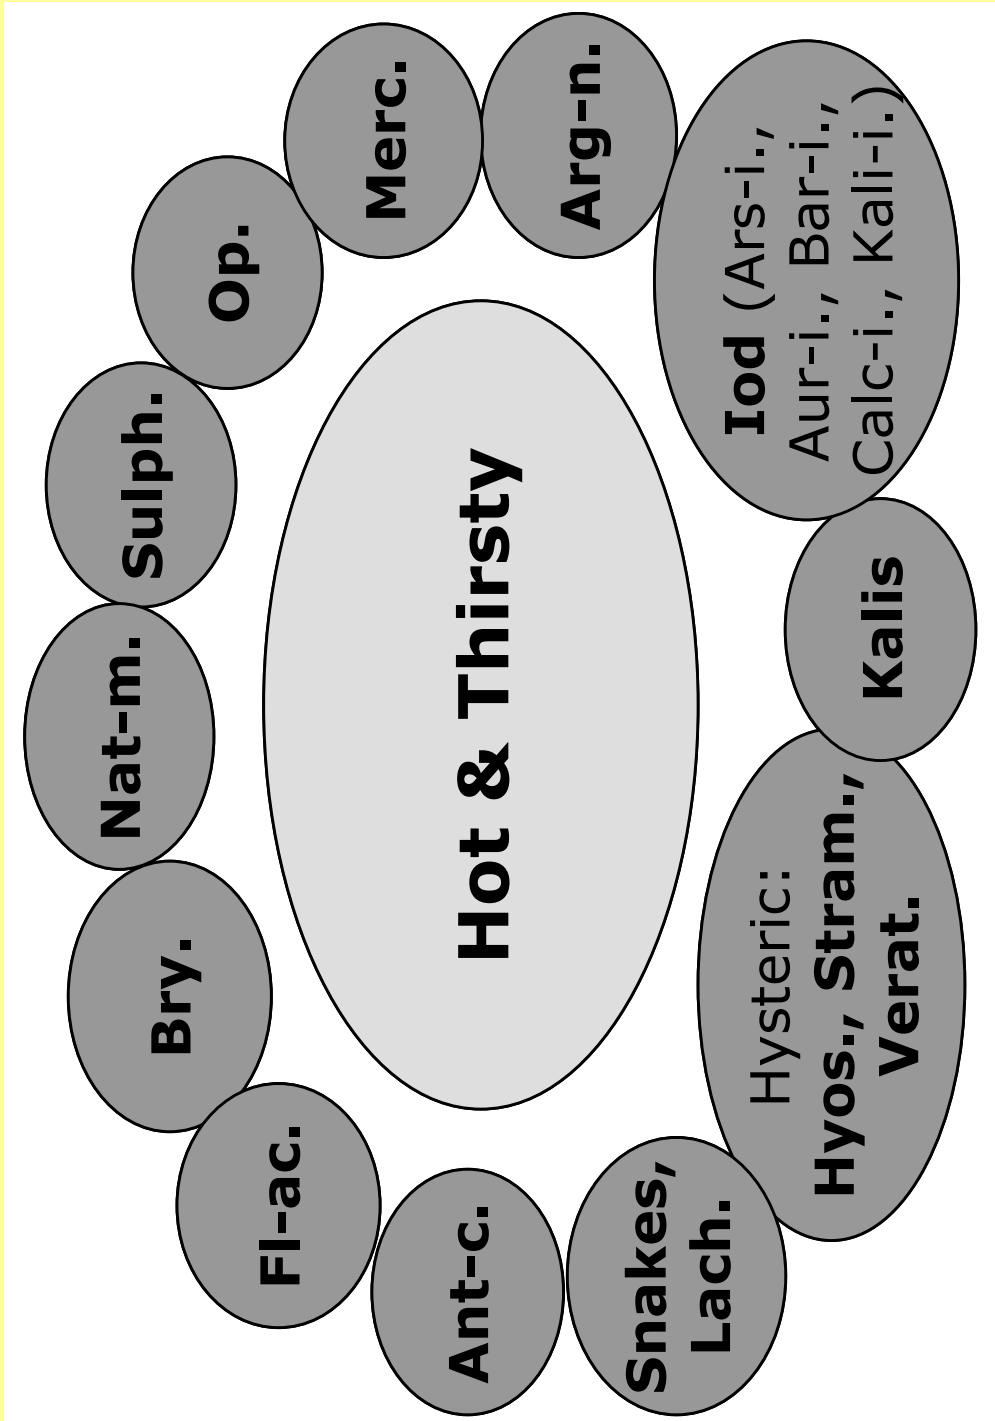 Hot & Thirsty
Nat-m.
Sulph.
Op.
Merc.
Arg-n.
Iod (Ars-i.,
Aur-i., Bar-i.,
Calc-i., Kali-i.)
Kalis
Hysteric:
Hyos., Stram.,
Verat.
Snakes,
Lach.
Ant-c.
Fl-ac.
Bry.